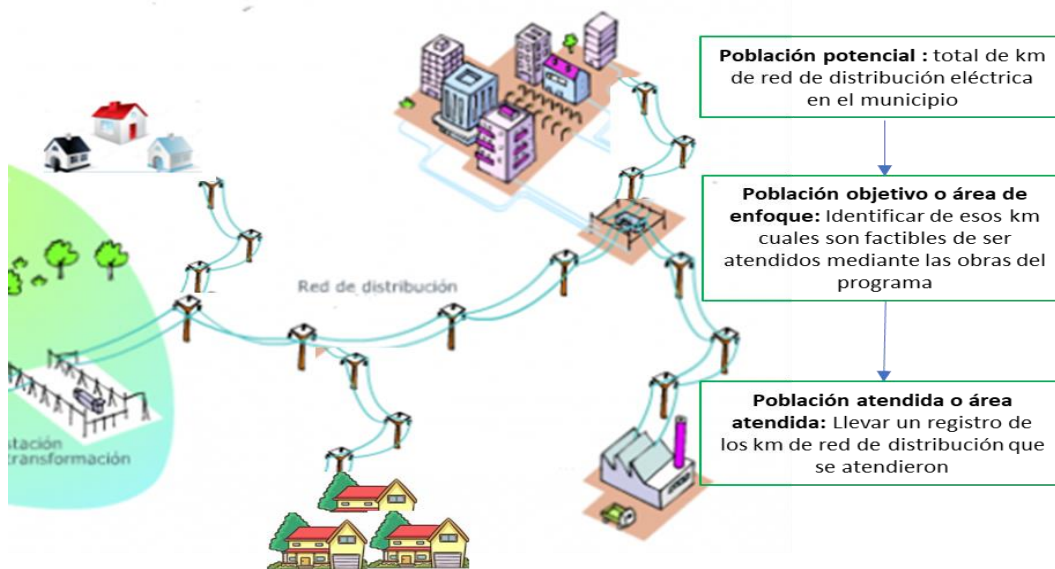 Red de distribución
stación
transformación
Población potencial : total de km
de red de distribución eléctrica
en el municipio
Población objetivo o área de
enfoque: Identificar de esos km
cuales son factibles de ser
atendidos mediante las obras del
programa
Población atendida o área
atendida: Llevar un registro de
los km de red de distribución que
se atendieron